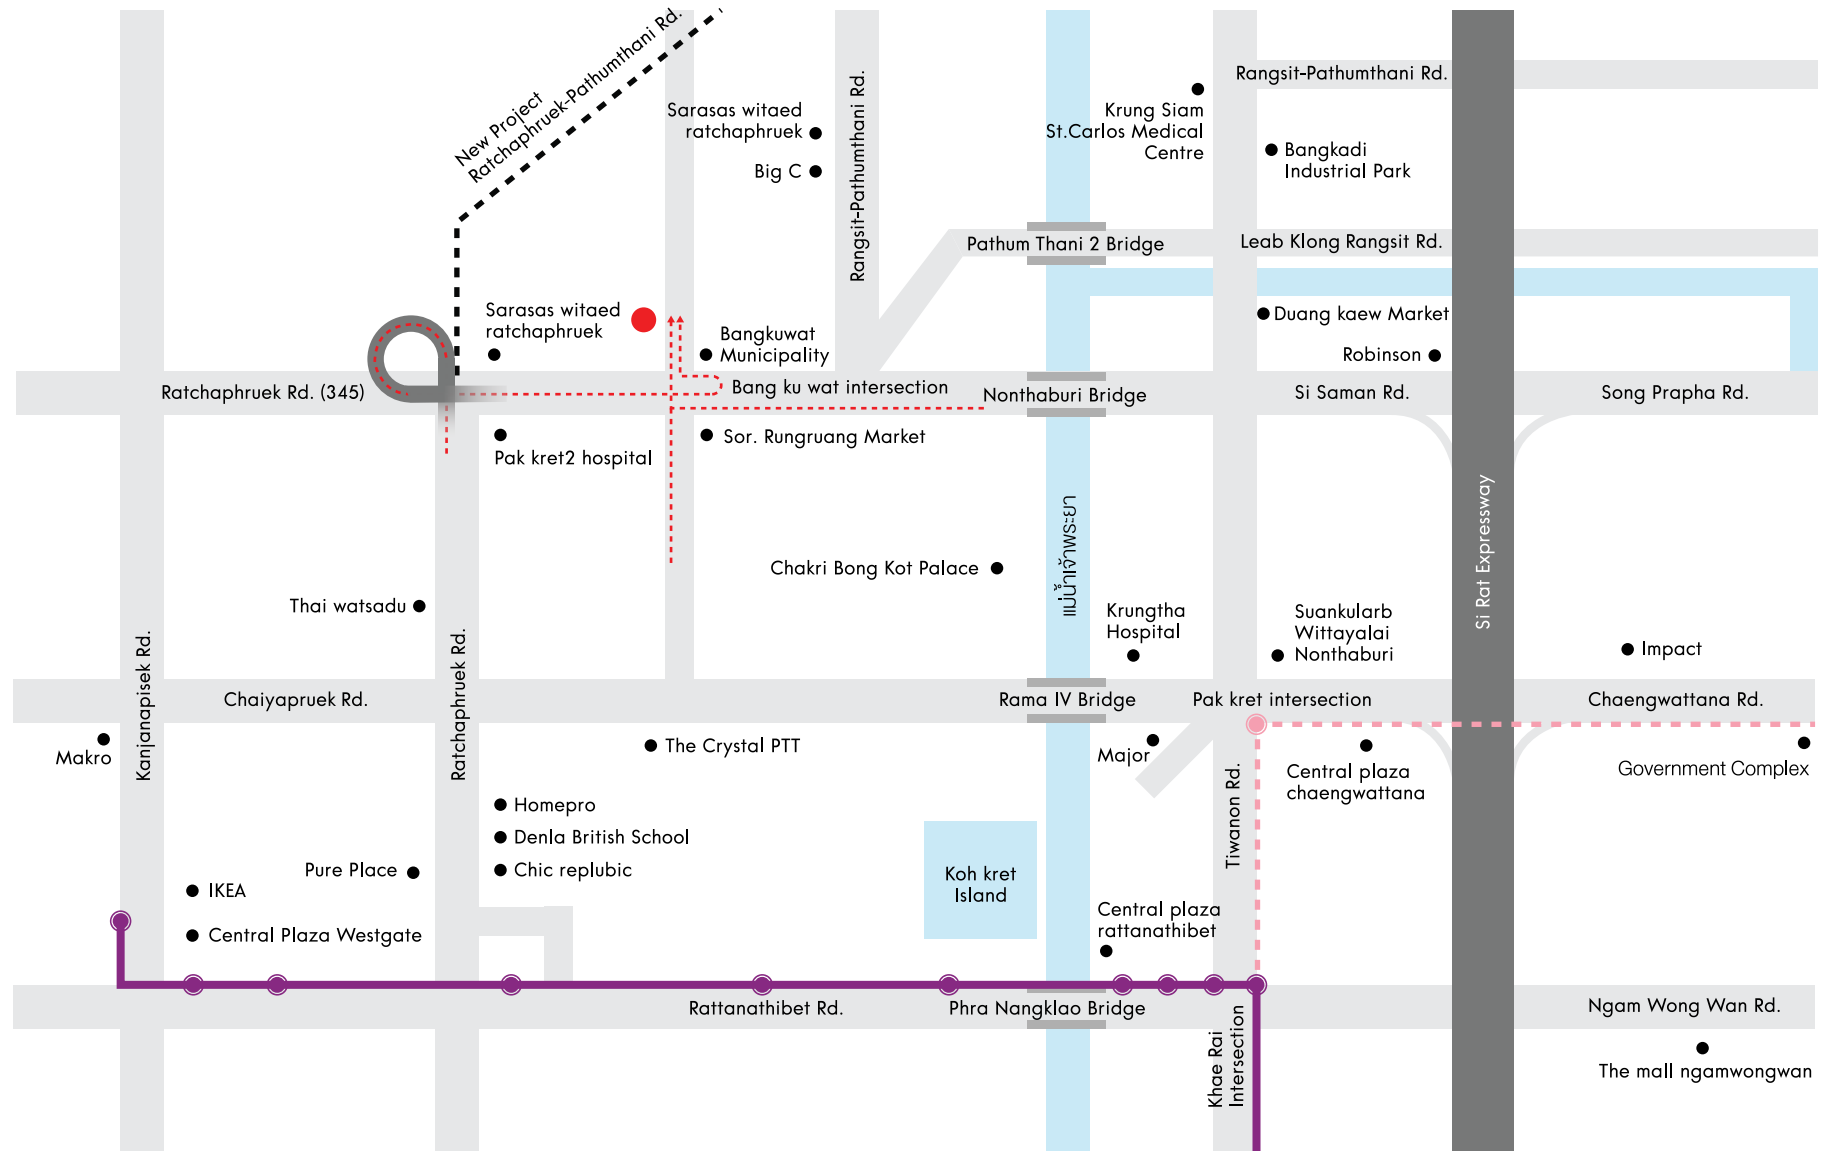 New Project
Ratchaphruek-Pathumthani Rd.
Sarasas witaed
ratchaphruek
Big C
Rangsit-Pathumthani Rd.
Krung Siam
St.Carlos Medical
Centre
Rangsit-Pathumthani Rd.
Bangkadi
Industrial Park
Pathum Thani 2 Bridge
Leab Klong Rangsit Rd.
Sarasas witaed
ratchaphruek
Bangkuwat
Municipality
Duang kaew Market
Robinson
Ratchaphruek Rd. (345)
Bang ku wat intersection
Nonthaburi Bridge
Si Saman Rd.
Song Prapha Rd.
Pak kret2 hospital
Sor. Rungruang Market
แม่น้ำเจ้าพระยา
Si Rat Expressway
Chakri Bong Kot Palace
Thai watsadu
Krungtha
Hospital
Suankularb
Wittayalai
Nonthaburi
Impact
Kanjanapisek Rd.
Ratchaphruek Rd.
Chaiyapruek Rd.
Rama IV Bridge
Pak kret intersection
Chaengwattana Rd.
Makro
The Crystal PTT
Major
Tiwanon Rd.
Central plaza
chaengwattana
Government Complex
Homepro
Denla British School
Chic replubic
Pure Place
IKEA
Central Plaza Westgate
Koh kret
Island
Central plaza
rattanathibet
Rattanathibet Rd.
Phra Nangklao Bridge
Khae Rai
Intersection
Ngam Wong Wan Rd.
The mall ngamwongwan